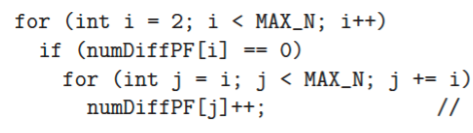 for (int i = 2; i < MAX_N; i++)
if (numDiffPF[i] == 0)
for (int j = i; j < MAX_N; j += i)
numDiffPF[j]++; //